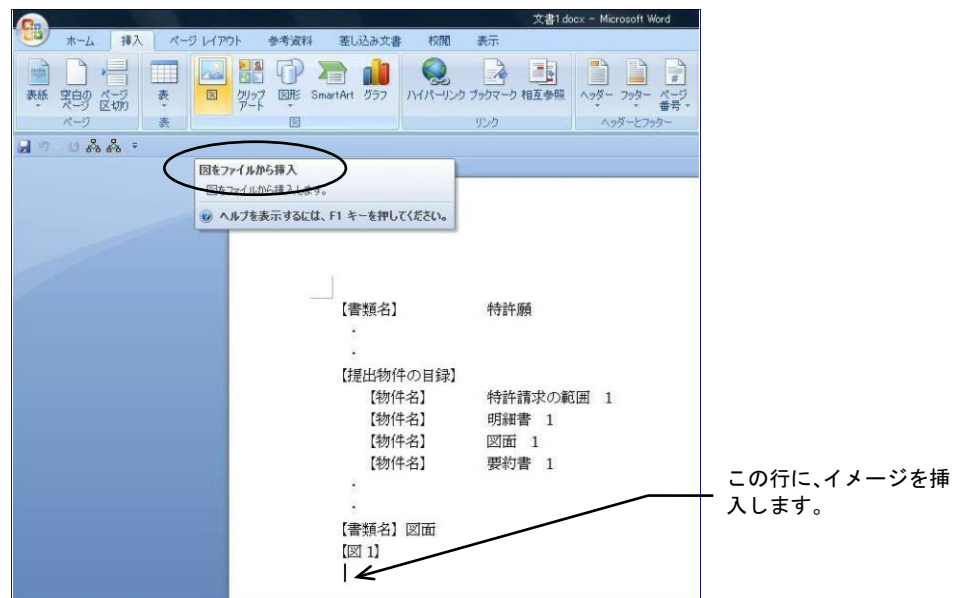 文書1.docx - Microsoft Word
ホーム 挿入 ページ レイアウト 参考資料 差し込み文書 校閲 表示
表紙 空白の ページ 区切り ページ 表 図 クリップ アート 図形 SmartArt グラフ ハイパーリンク ブックマーク 相互参照 ヘッダー フッター ページ 番号
ページ 表 図 リンク ヘッダーとフッター
図をファイルから挿入
図をファイルから挿入します。
ヘルプを表示するには、F1 キーを押してください。
【書類名】 特許願
・
・
【提出物件の目録】
【物件名】 特許請求の範囲 1
【物件名】 明細書 1
【物件名】 図面 1
【物件名】 要約書 1
・
・
【書類名】図面
【図 1】
この行に、イメージを挿
入します。